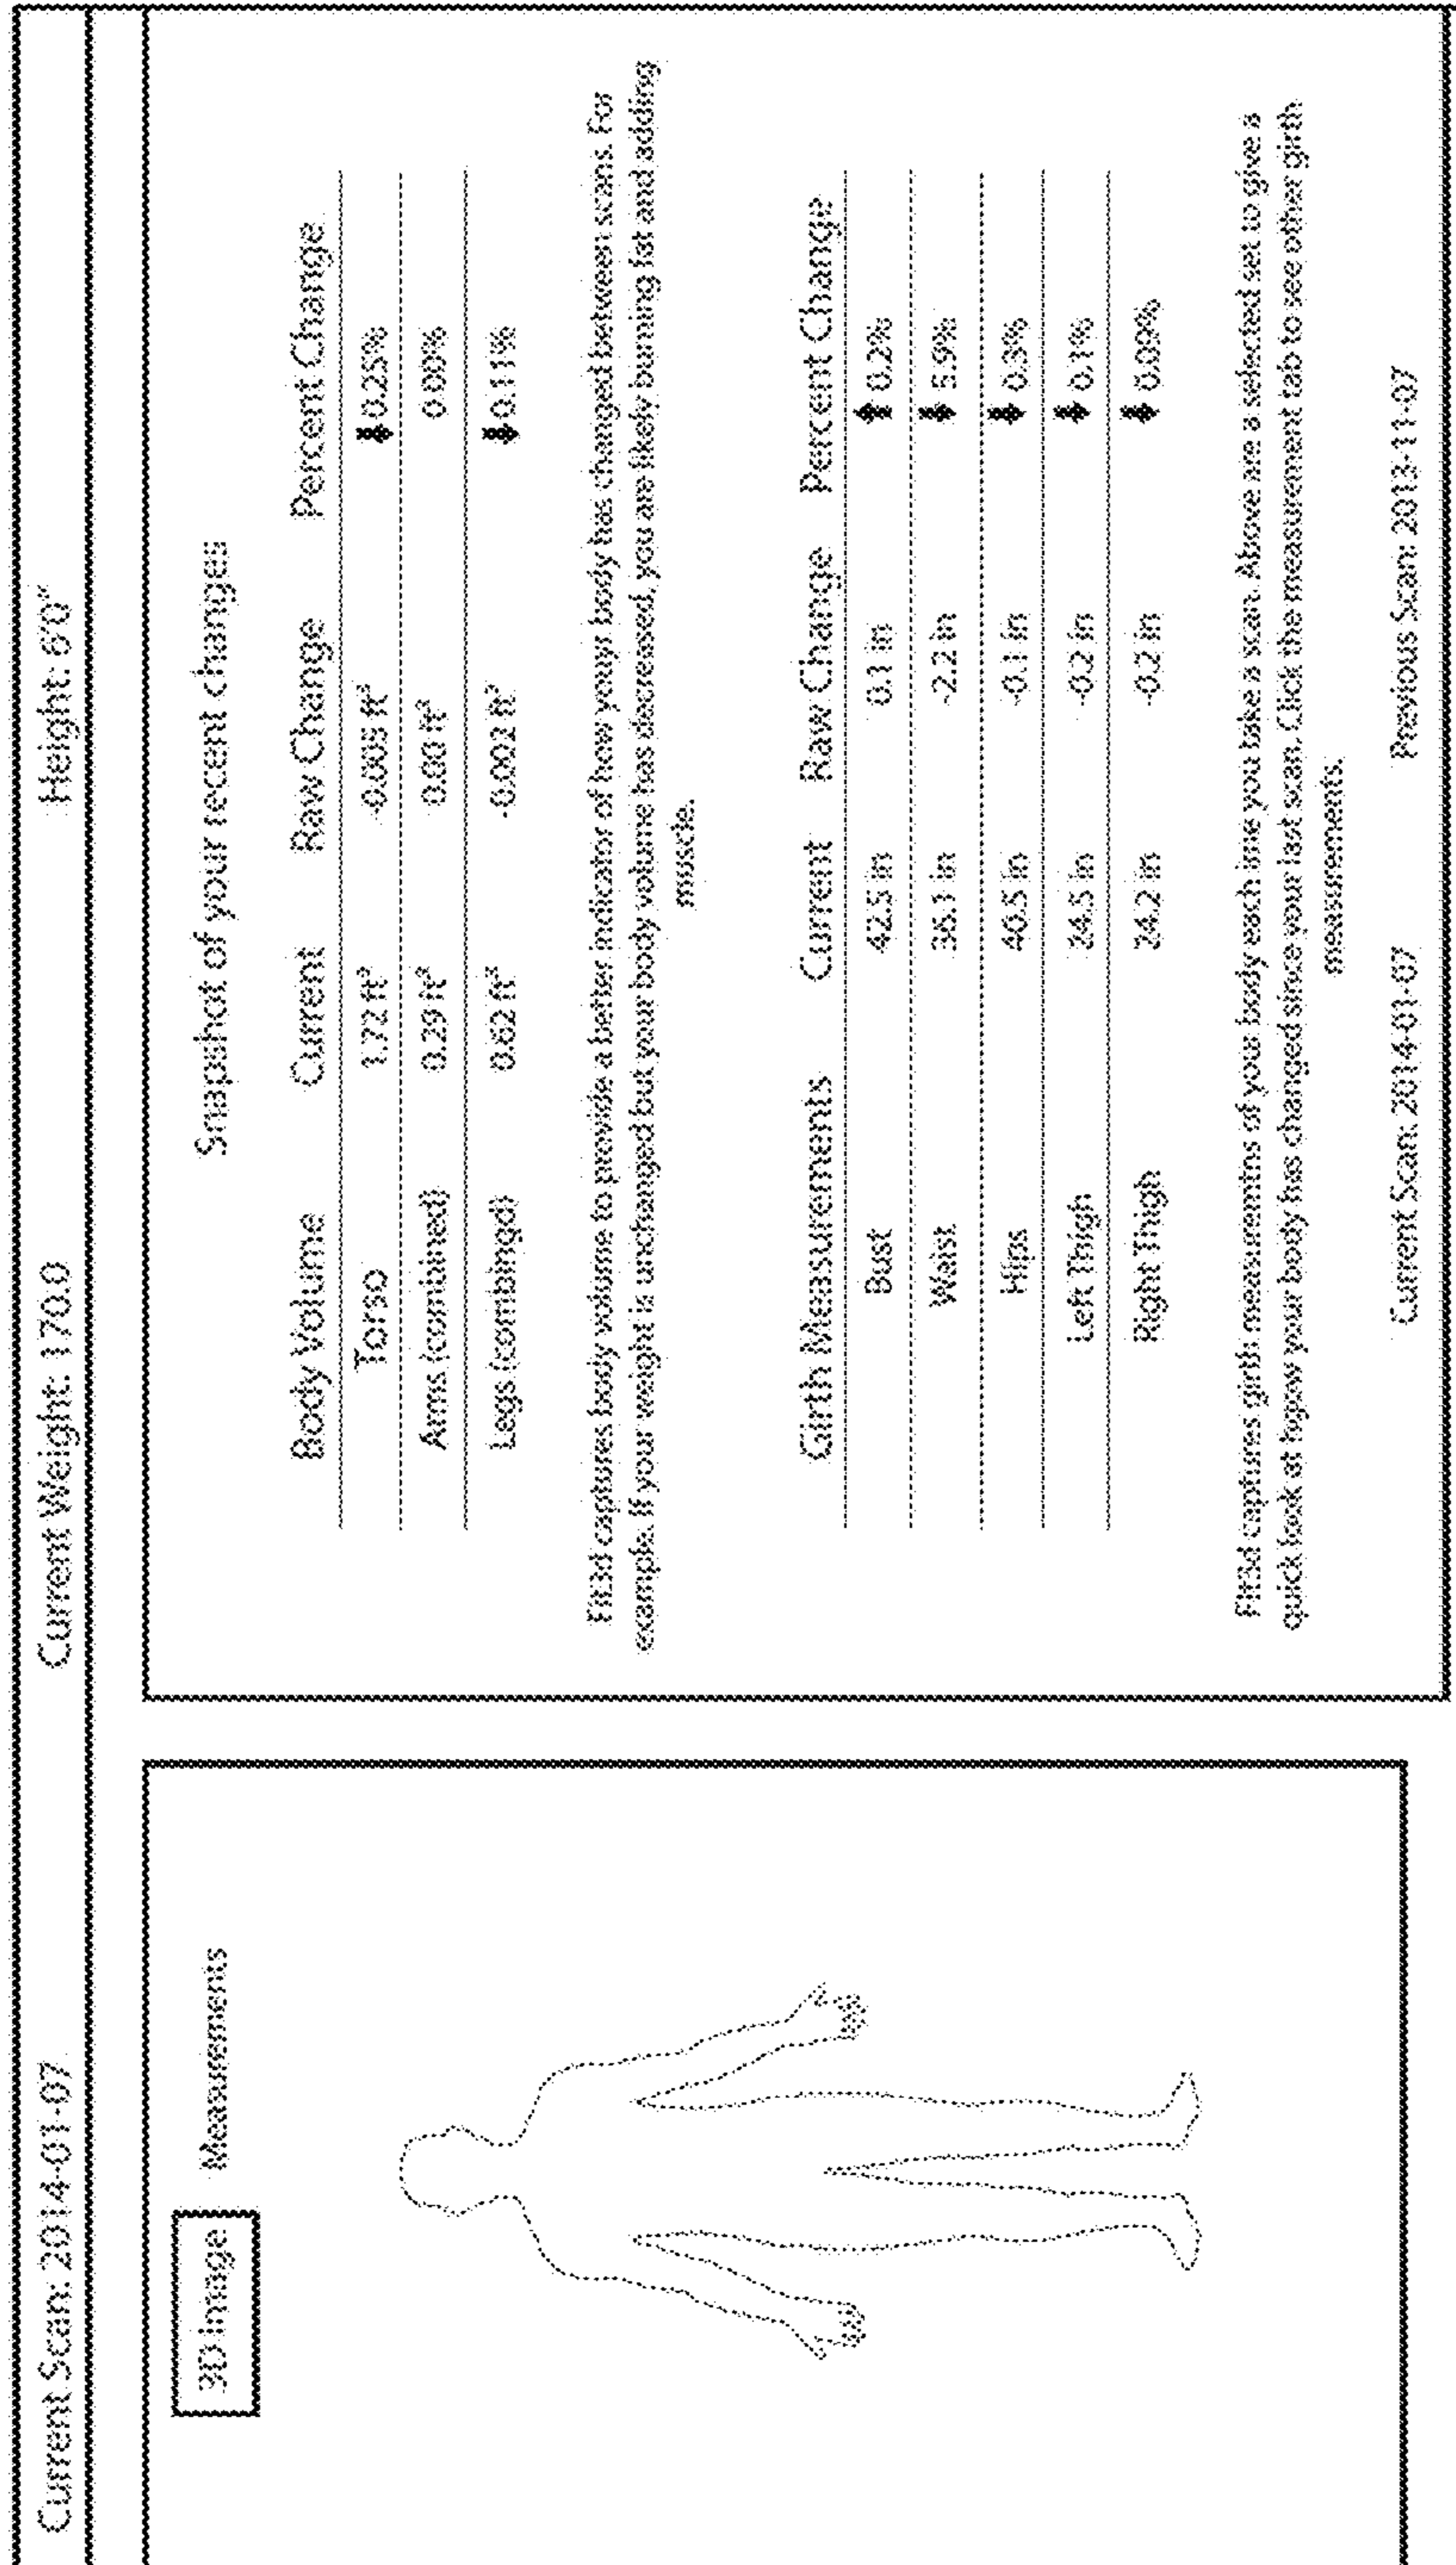 Current Scan: 2014-01-07 Current Weight: 170.0 Height: 6'0"
3D Image Measurements
Snapshot of your recent changes
Body Volume Current Raw Change Percent Change
Torso 1.72 ft³ -0.005 ft³ 0.25%
Arms (combined) 0.29 ft³ 0.00 ft³ 0.00%
Legs (combingd) 0.62 ft³ -0.002 ft³ 0.11%
Fit3d captures body volume to provide a better indicator of how youyr body has changed between scans. For
example. If your weight is unchanged but your body volume has decreased, you are likely burning fat and adding
muscle.
Girth Measurements Current Raw Change Percent Change
Bust 42.5 in 0.1 in 0.2%
Waist 36.1 in -2.2 in 5.9%
Hips 40.5 in -0.1 in 0.3%
Left Thigh 24.5 in -0.2 in 0.1%
Right Thigh 24.2 in -0.2 in 0.09%
Fit3d captures girth measuremtns of your body each ime you take a scan. Above are a selected set to give a
quick look at your body has changed since your last scan. Click the measurement tab to see other girth
measurements.
Current Scan: 2014-01-07 Previous Scan: 2013-11-07